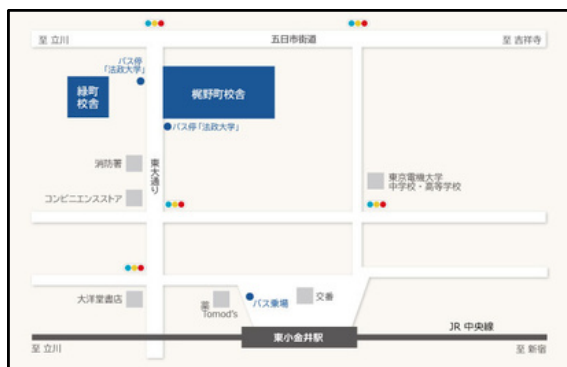 至 立川
五日市街道
至 吉祥寺
バス停
「法政大学」
緑町
校舎
梶野町校舎
バス停「法政大学」
消防署
東大通り
東京電機大学
中学校・高等学校
コンビニエンスストア
大洋堂書店
薬
Tomod's
バス乗場
交番
JR 中央線
東小金井駅
至 立川
至 新宿